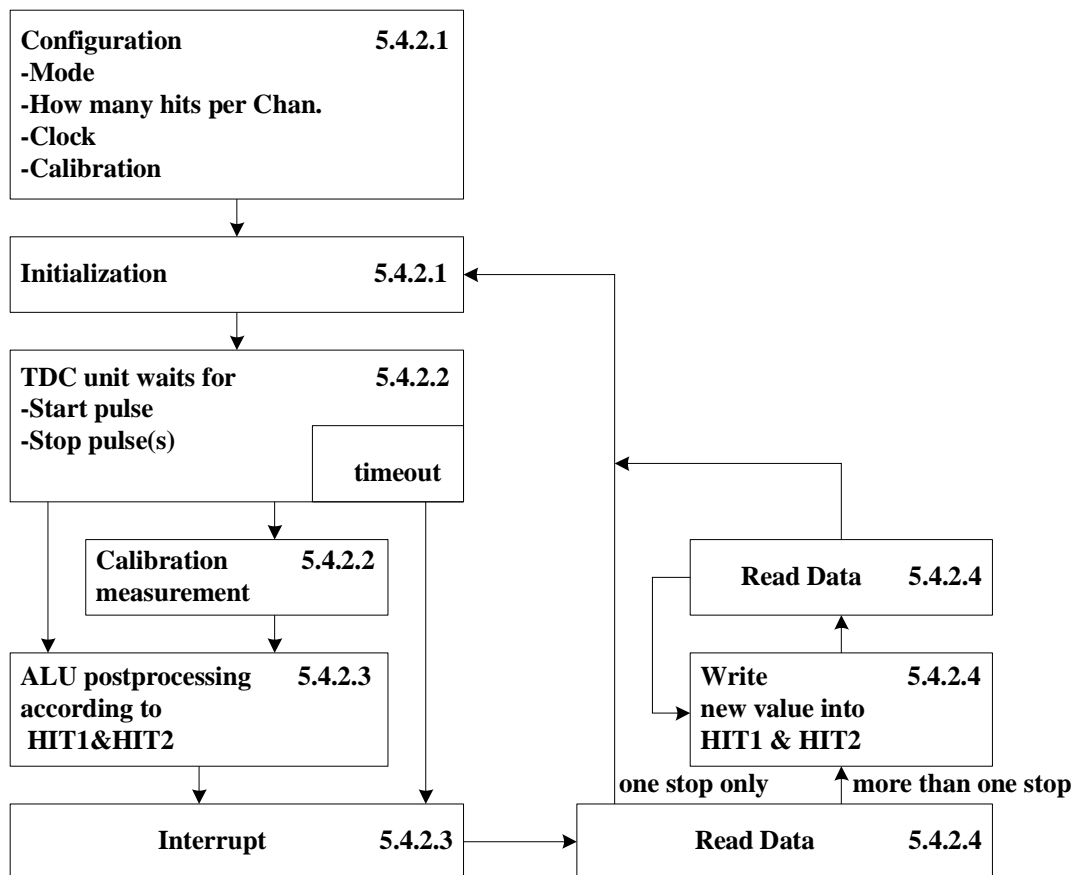 Configuration 5.4.2.1
-Mode
-How many hits per Chan.
-Clock
-Calibration
Initialization 5.4.2.1
TDC unit waits for 5.4.2.2
-Start pulse
-Stop pulse(s)
timeout
Calibration 5.4.2.2
measurement
ALU postprocessing 5.4.2.3
according to
HIT1&HIT2
Interrupt 5.4.2.3
Read Data 5.4.2.4
Write 5.4.2.4
new value into
HIT1 & HIT2
one stop only
more than one stop
Read Data 5.4.2.4